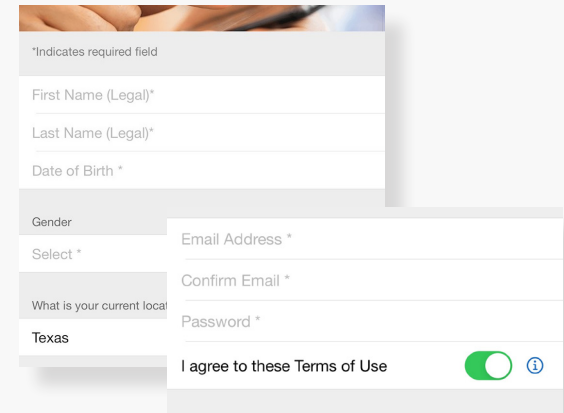 *Indicates required field
First Name (Legal)*
Last Name (Legal)*
Date of Birth *
Gender
Select *
What is your current locat
Texas
Email Address *
Confirm Email *
Password *
I agree to these Terms of Use